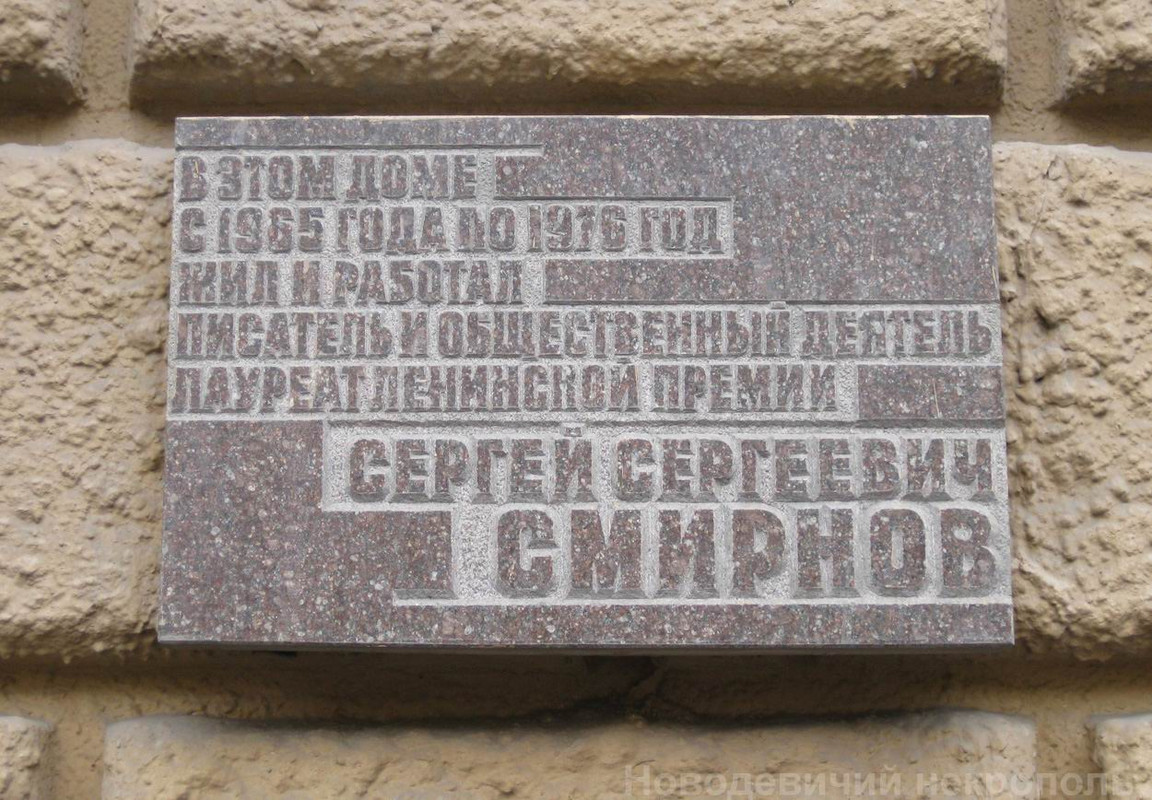 В ЭТОМ ДОМЕ
С 1965 ГОДА ПО 1976 ГОД
ЖИЛ И РАБОТАЛ
ПИСАТЕЛЬ И ОБЩЕСТВЕННЫЙ ДЕЯТЕЛЬ
ЛАУРЕАТ ЛЕНИНСКОЙ ПРЕМИИ
СЕРГЕЙ СЕРГЕЕВИЧ
СМИРНОВ
Новодевичий некрополь